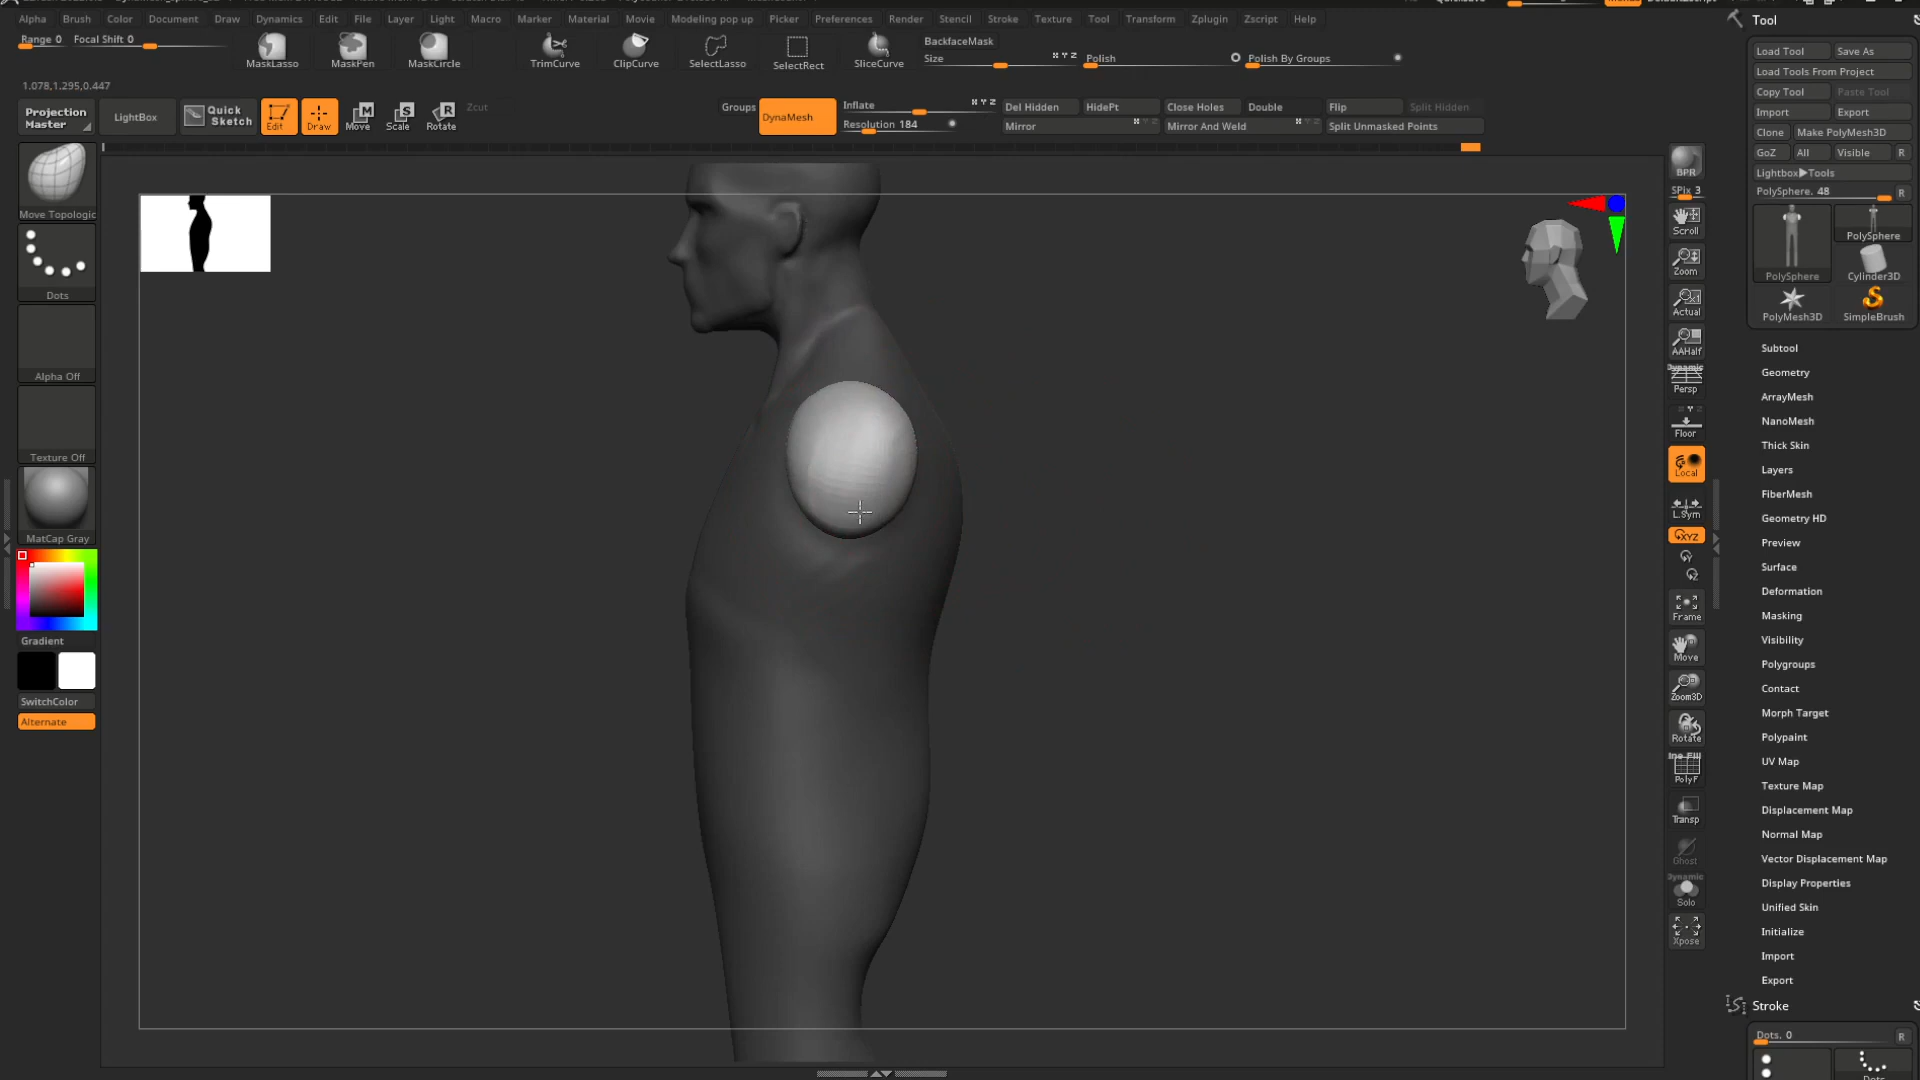 Alpha Brush Color Document Draw Dynamics Edit File Layer Light Macro Marker Material Movie Modeling pop up Picker Preferences Render Stencil Stroke Texture Tool Transform Zplugin Zscript Help
Range 0 Focal Shift 0
MaskLasso MaskPen MaskCircle TrimCurve ClipCurve SelectLasso SelectRect SliceCurve
BackfaceMask
Size X Y Z Polish Polish By Groups
1.078,1.295,0.447
Projection Master
LightBox
Quick Sketch
Edit Draw Move Scale Rotate
Zcut
Groups DynaMesh
Inflate X Y Z
Resolution 184
Del Hidden HidePt Close Holes Double Flip Split Hidden
Mirror Mirror And Weld Split Unmasked Points
Move Topologic
Dots
Alpha Off
Texture Off
MatCap Gray
Gradient
SwitchColor
Alternate
BPR
SPix 3
Scroll
Zoom
Actual
AAHalf
Dynamic
Persp
Floor
Local
L.Sym
XYZ
Y
Z
Frame
Move
Zoom3D
Rotate
Line Fill
PolyF
Transp
Ghost
Dynamic
Solo
Xpose
Tool
Load Tool Save As
Load Tools From Project
Copy Tool Paste Tool
Import Export
Clone Make PolyMesh3D
GoZ All Visible R
Lightbox▶Tools
PolySphere. 48 R
PolySphere
PolySphere Cylinder3D
PolyMesh3D SimpleBrush
Subtool
Geometry
ArrayMesh
NanoMesh
Thick Skin
Layers
FiberMesh
Geometry HD
Preview
Surface
Deformation
Masking
Visibility
Polygroups
Contact
Morph Target
Polypaint
UV Map
Texture Map
Displacement Map
Normal Map
Vector Displacement Map
Display Properties
Unified Skin
Initialize
Import
Export
Stroke
Dots. 0 R
Dots